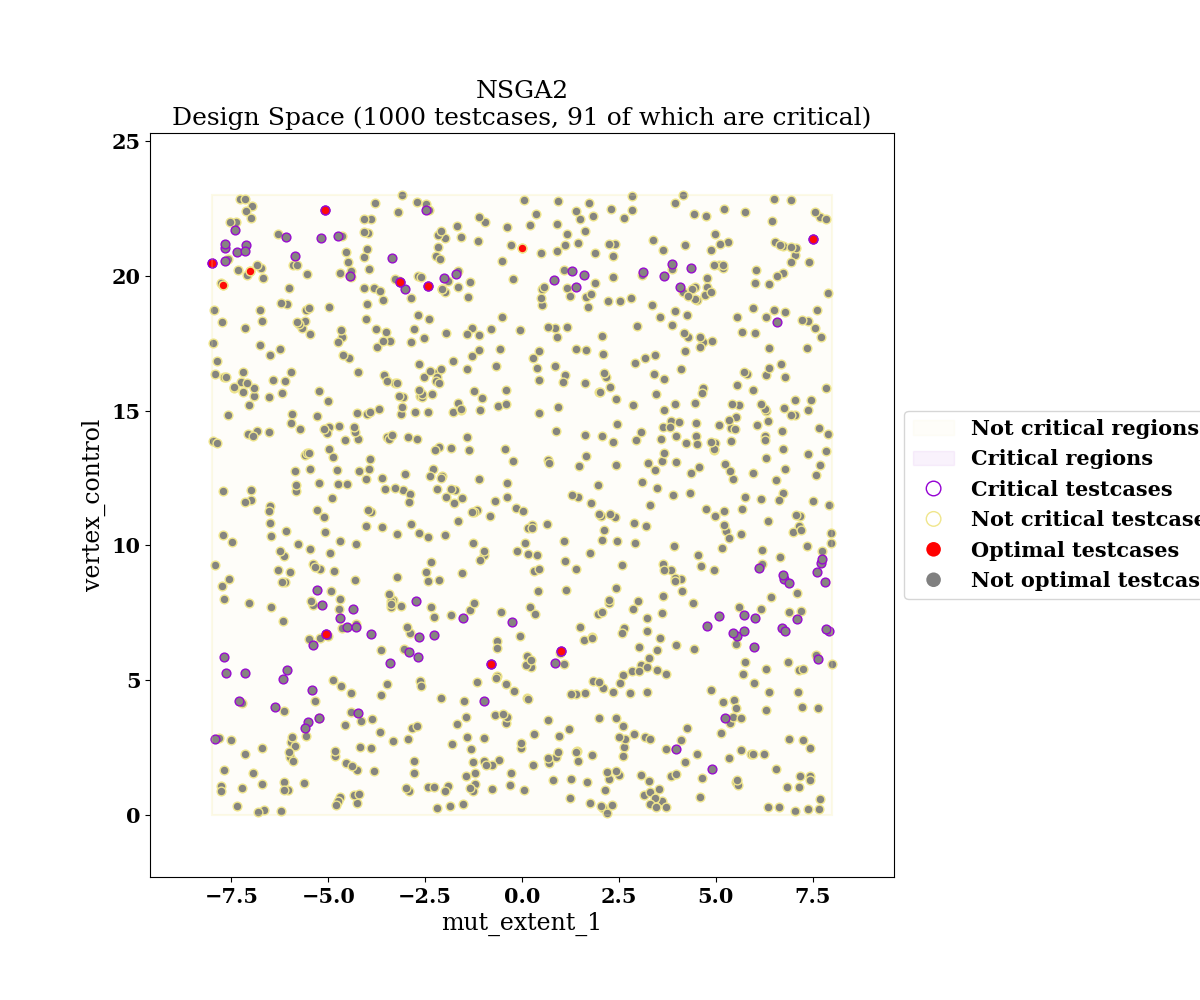 NSGA2
Design Space (1000 testcases, 91 of which are critical)
25
20
15
10
5
0
vertex_control
−7.5 −5.0 −2.5 0.0 2.5 5.0 7.5
mut_extent_1
Not critical regions
Critical regions
Critical testcases
Not critical testcase
Optimal testcases
Not optimal testcas